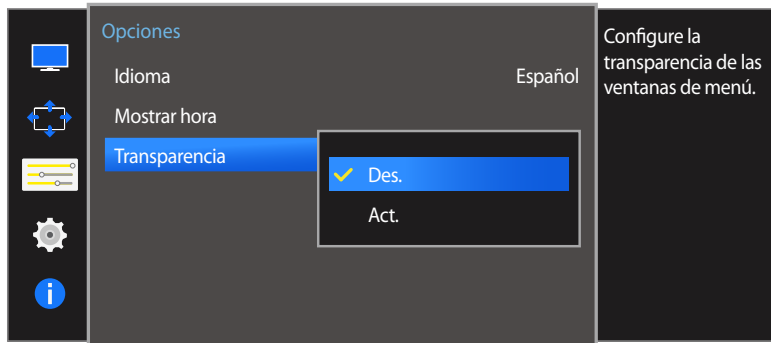 Opciones
Idioma Español
Mostrar hora
Transparencia
Des.
Act.
Configure la
transparencia de las
ventanas de menú.